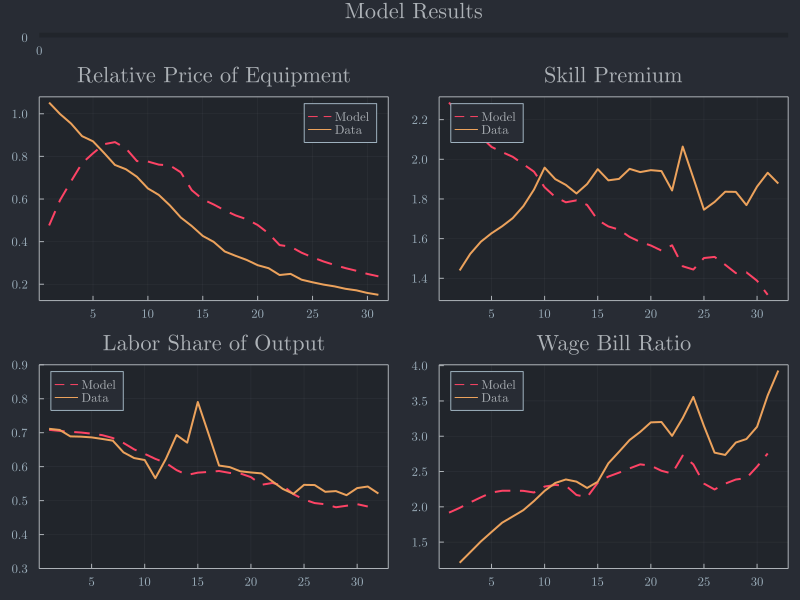 Model Results
0
0
Relative Price of Equipment
Model
Data
1.0
0.8
0.6
0.4
0.2
5 10 15 20 25 30
Skill Premium
Model
Data
2.2
2.0
1.8
1.6
1.4
5 10 15 20 25 30
Labor Share of Output
Model
Data
0.9
0.8
0.7
0.6
0.5
0.4
0.3
5 10 15 20 25 30
Wage Bill Ratio
Model
Data
4.0
3.5
3.0
2.5
2.0
1.5
5 10 15 20 25 30